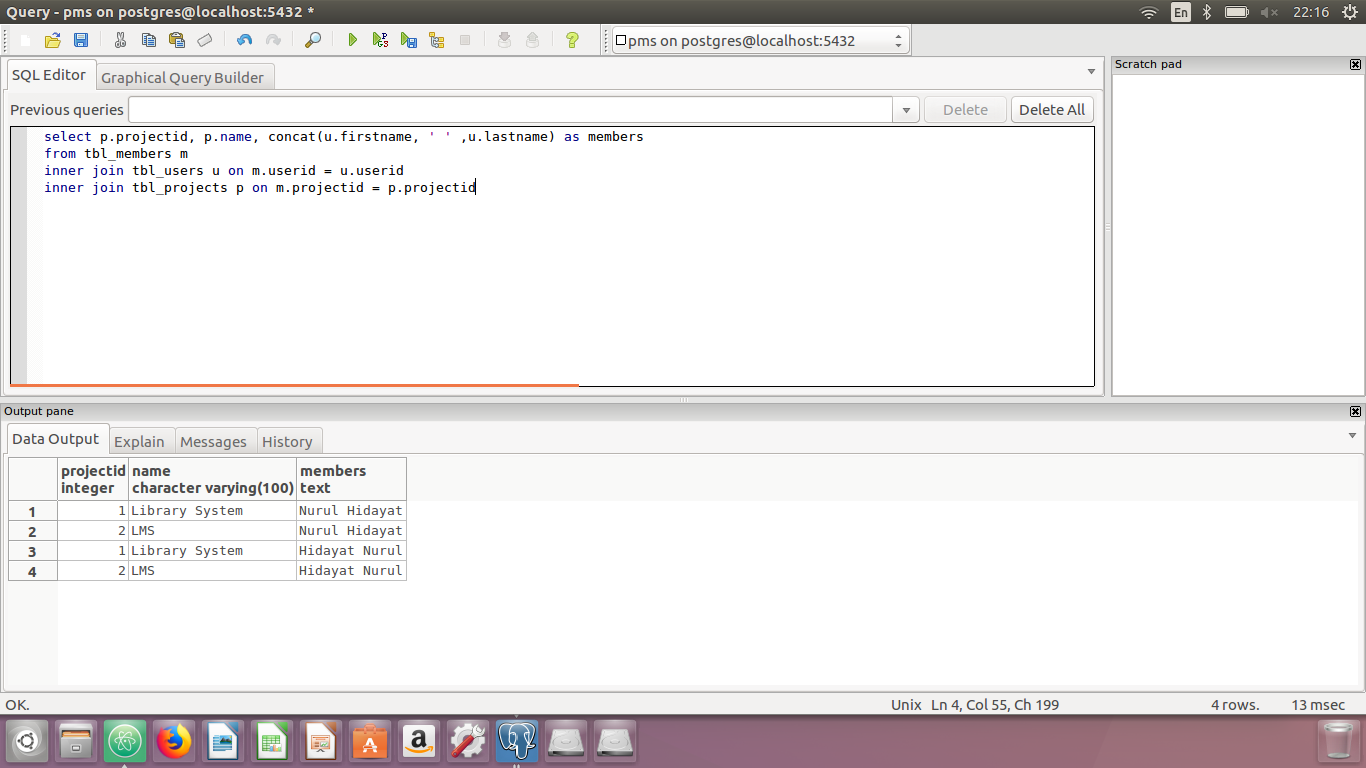 Query - pms on postgres@localhost:5432 *
En
22:16
pms on postgres@localhost:5432
SQL Editor
Graphical Query Builder
Previous queries
Delete
Delete All
select p.projectid, p.name, concat(u.firstname, ' ' ,u.lastname) as members
from tbl_members m
inner join tbl_users u on m.userid = u.userid
inner join tbl_projects p on m.projectid = p.projectid
Scratch pad
Output pane
Data Output
Explain
Messages
History
projectid name members
integer character varying(100) text
1 1 Library System Nurul Hidayat
2 2 LMS Nurul Hidayat
3 1 Library System Hidayat Nurul
4 2 LMS Hidayat Nurul
OK.
Unix Ln 4, Col 55, Ch 199
4 rows.
13 msec